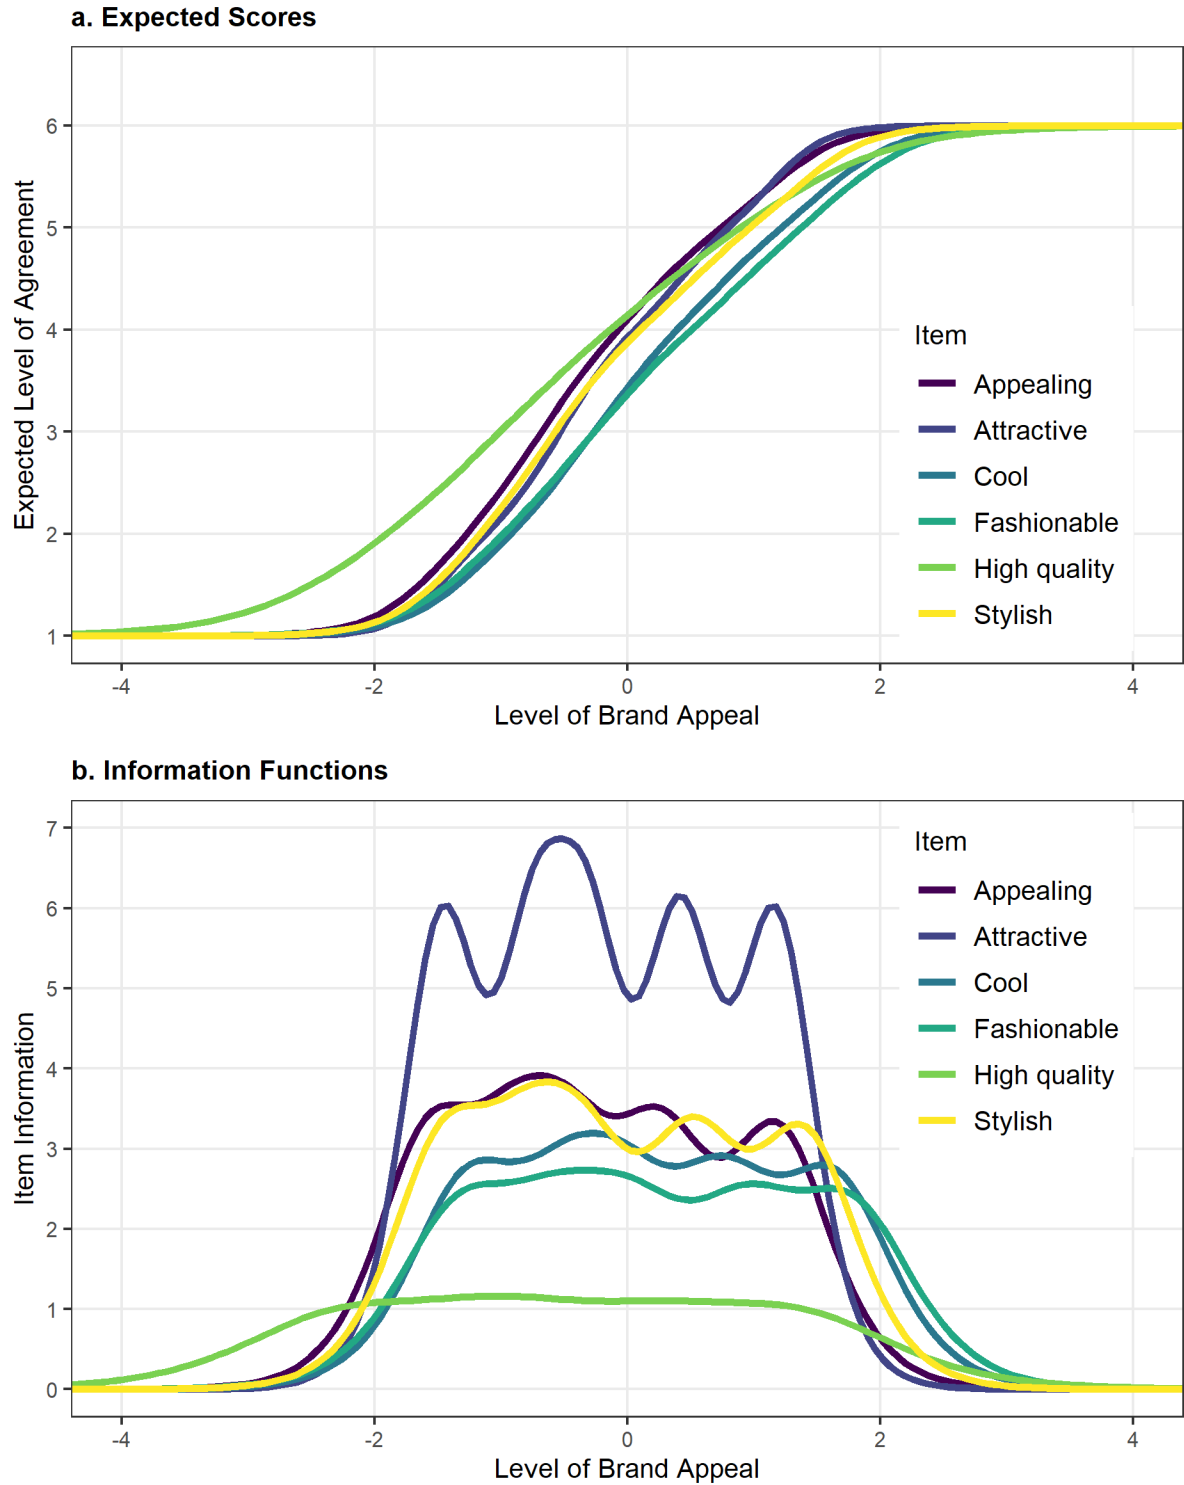 a. Expected Scores
Expected Level of Agreement
6
5
4
3
2
1
Item
Appealing
Attractive
Cool
Fashionable
High quality
Stylish
-4 -2 0 2 4
Level of Brand Appeal
b. Information Functions
Item Information
7
6
5
4
3
2
1
0
Item
Appealing
Attractive
Cool
Fashionable
High quality
Stylish
-4 -2 0 2 4
Level of Brand Appeal